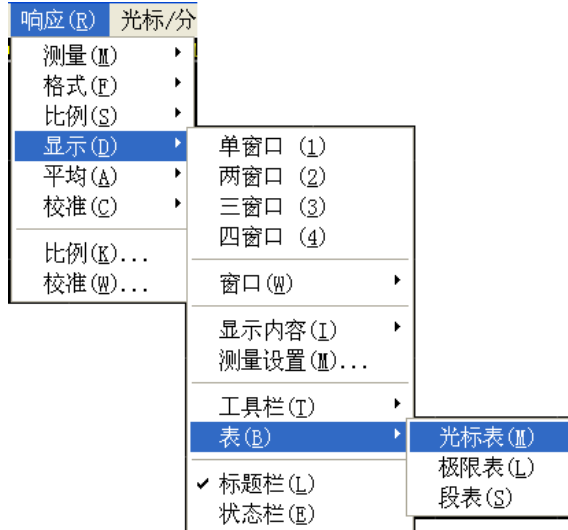 响应(R) 光标/分
测量(M)
格式(F)
比例(S)
显示(D)
平均(A)
校准(C)
比例(K)...
校准(W)...
单窗口 (1)
两窗口 (2)
三窗口 (3)
四窗口 (4)
窗口(W)
显示内容(I)
测量设置(M)...
工具栏(T)
表(B)
标题栏(L)
状态栏(E)
光标表(M)
极限表(L)
段表(S)